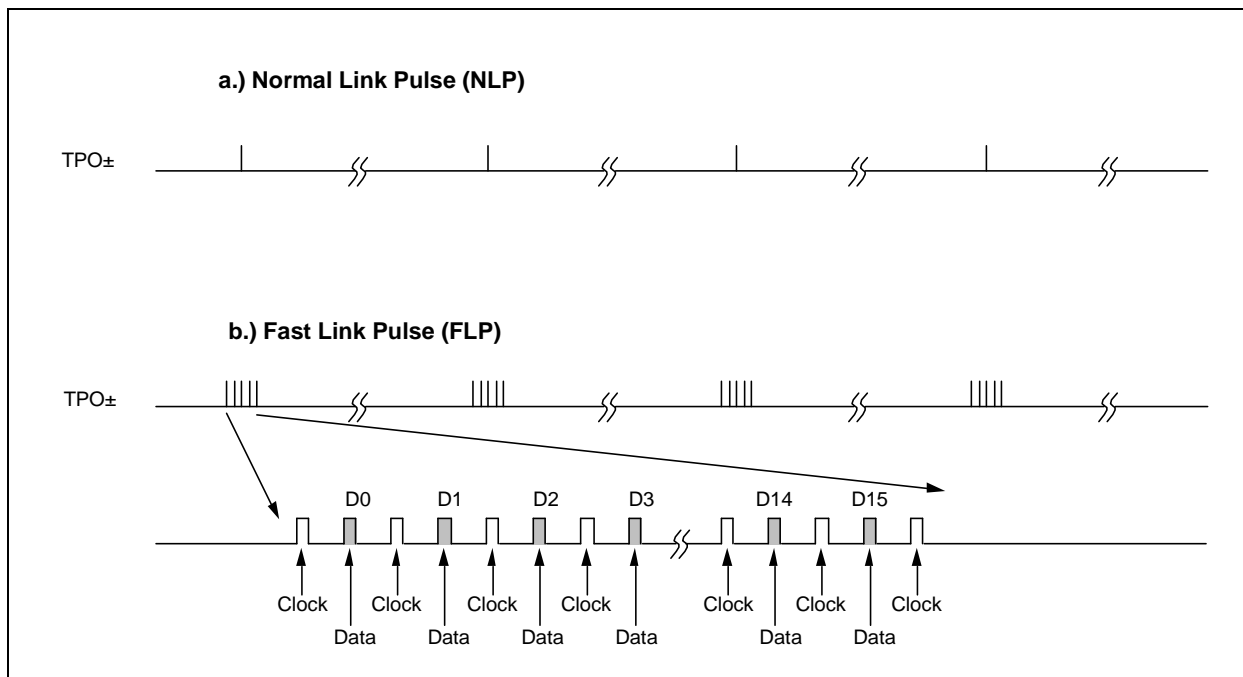 a.) Normal Link Pulse (NLP)
TPO±
b.) Fast Link Pulse (FLP)
TPO±
D0 D1 D2 D3 D14 D15
Clock Clock Clock Clock Clock Clock Clock
Data Data Data Data Data Data